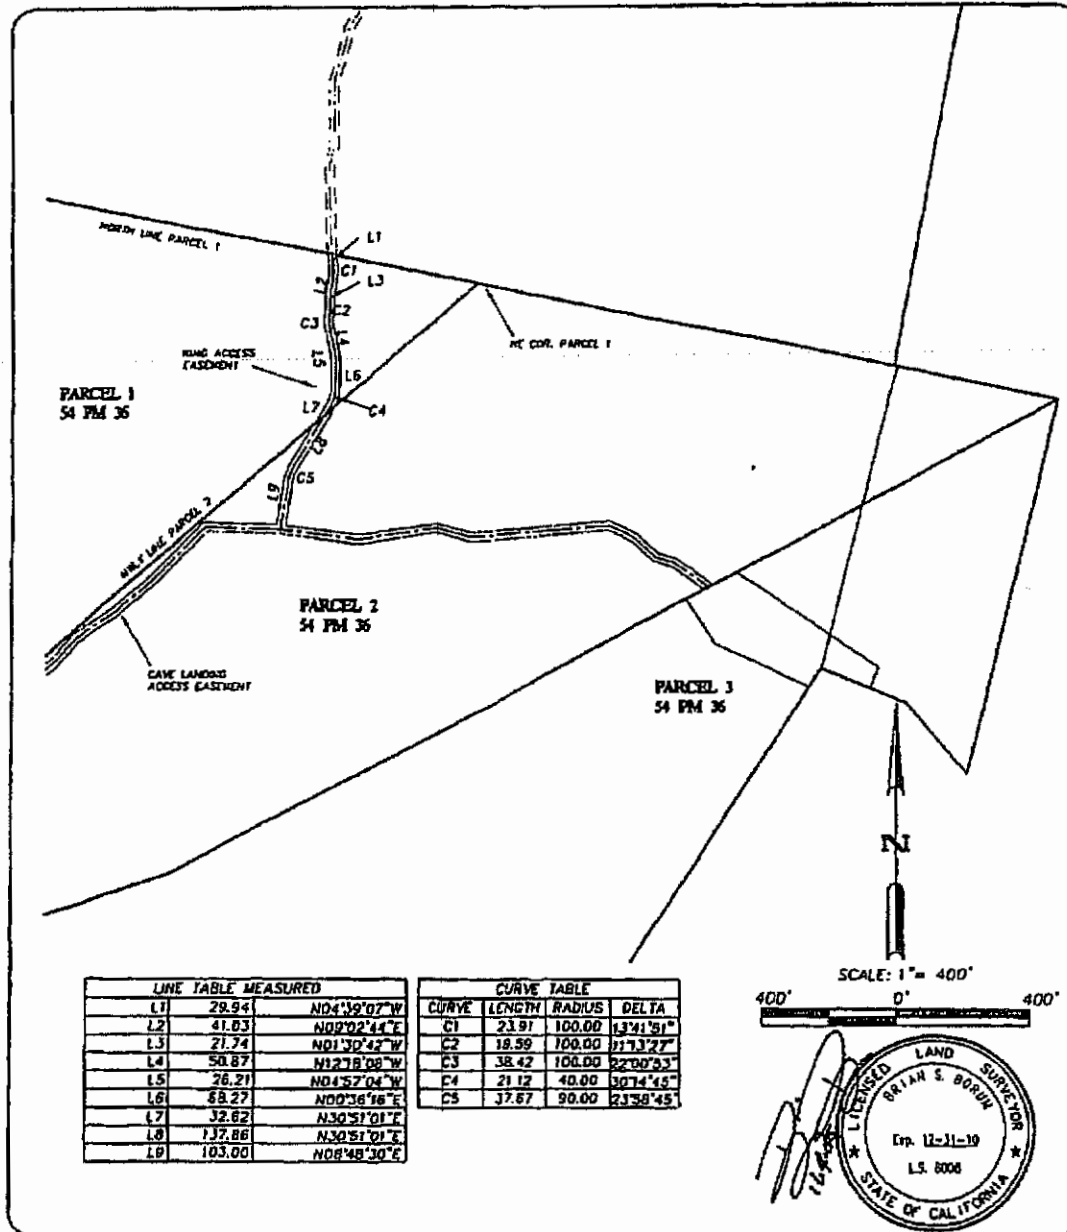 L1
NORTH LINE PARCEL 1
C1
L2
L3
C2
C3
L4
NE COR. PARCEL 1
ACCESS
EASEMENT
L5
L6
PARCEL 1
54 PM 36
L7
C4
L8
C5
L9
LINE PARCEL 2
PARCEL 2
54 PM 36
CAVE LANDING
ACCESS EASEMENT
PARCEL 3
54 PM 36
N
SCALE: 1"= 400'
400' 0' 400'
LINE TABLE MEASURED
L1 29.94 N04°39'07"W
L2 41.03 N09°02'44"E
L3 21.74 N01°30'42"W
L4 50.87 N12°18'08"W
L5 26.21 N04°57'04"W
L6 N00°36'16"E
L7 32.62 N30°51'01"E
L8 137.86 N30°51'01"E
L9 103.00 N08°48'30"E
CURVE TABLE
CURVE LENGTH RADIUS DELTA
C1 23.91 100.00 13°41'51"
C2 100.00 11°13'27"
C3 38.42 100.00 22°00'53"
C4 21.12 40.00 30°14'45"
C5 37.67 90.00 23°58'45"
LICENSED LAND SURVEYOR
BRIAN S. BORUM
Exp. 12-31-10
L.S.
STATE OF CALIFORNIA